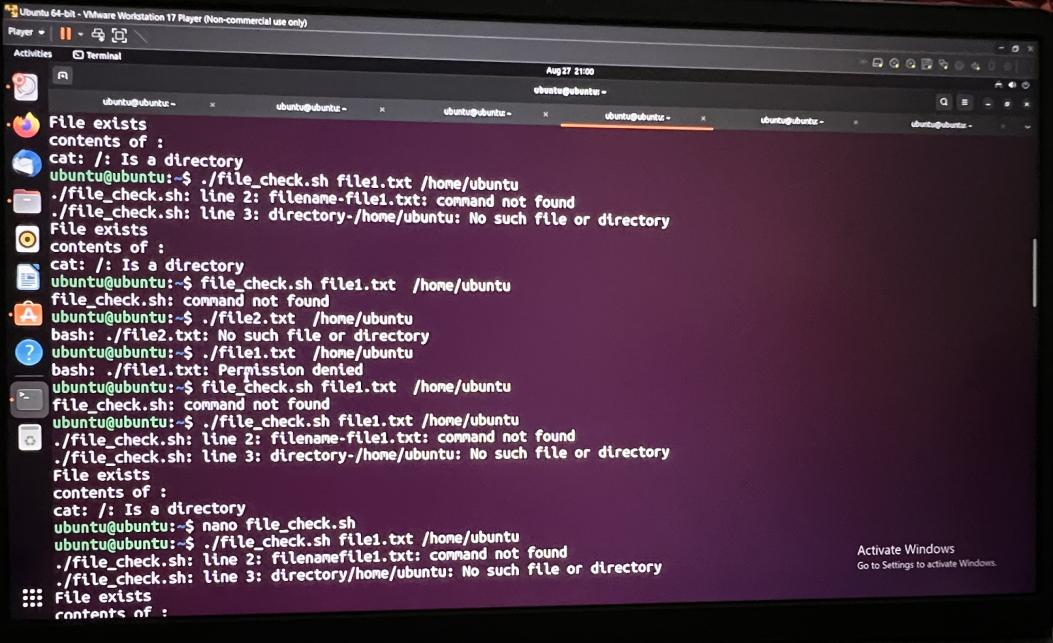 Ubuntu 64-bit - VMware Workstation 17 Player (Non-commercial use only)
Player
Activities
Terminal
Aug 27 21:00
ubuntu@ubuntu: ~
ubuntu@ubuntu: ~ × ubuntu@ubuntu: ~ × ubuntu@ubuntu: ~ × ubuntu@ubuntu: ~ × ubuntu@ubuntu: ~ × ubuntu@ubuntu: ~ ×
File exists
contents of :
cat: /: Is a directory
ubuntu@ubuntu:~$ ./file_check.sh file1.txt /home/ubuntu
./file_check.sh: line 2: filename-file1.txt: command not found
./file_check.sh: line 3: directory-/home/ubuntu: No such file or directory
File exists
contents of :
cat: /: Is a directory
ubuntu@ubuntu:~$ file_check.sh file1.txt  /home/ubuntu
file_check.sh: command not found
ubuntu@ubuntu:~$ ./file2.txt  /home/ubuntu
bash: ./file2.txt: No such file or directory
ubuntu@ubuntu:~$ ./file1.txt  /home/ubuntu
bash: ./file1.txt: Permission denied
ubuntu@ubuntu:~$ file_check.sh file1.txt  /home/ubuntu
file_check.sh: command not found
ubuntu@ubuntu:~$ ./file_check.sh file1.txt /home/ubuntu
./file_check.sh: line 2: filename-file1.txt: command not found
./file_check.sh: line 3: directory-/home/ubuntu: No such file or directory
File exists
contents of :
cat: /: Is a directory
ubuntu@ubuntu:~$ nano file_check.sh
ubuntu@ubuntu:~$ ./file_check.sh file1.txt /home/ubuntu
./file_check.sh: line 2: filenamefile1.txt: command not found
./file_check.sh: line 3: directory/home/ubuntu: No such file or directory
File exists
contents of :
Activate Windows
Go to Settings to activate Windows.